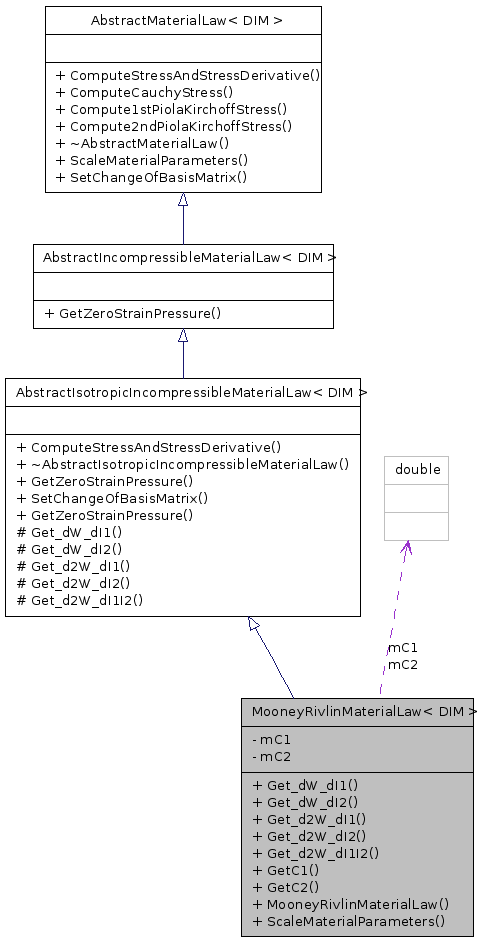 AbstractMaterialLaw< DIM >
+ ComputeStressAndStressDerivative()
+ ComputeCauchyStress()
+ Compute1stPiolaKirchoffStress()
+ Compute2ndPiolaKirchoffStress()
+ ~AbstractMaterialLaw()
+ ScaleMaterialParameters()
+ SetChangeOfBasisMatrix()
AbstractIncompressibleMaterialLaw< DIM >
+ GetZeroStrainPressure()
AbstractIsotropicIncompressibleMaterialLaw< DIM >
+ ComputeStressAndStressDerivative()
+ ~AbstractIsotropicIncompressibleMaterialLaw()
+ GetZeroStrainPressure()
+ SetChangeOfBasisMatrix()
+ GetZeroStrainPressure()
# Get_dW_dI1()
# Get_dW_dI2()
# Get_d2W_dI1()
# Get_d2W_dI2()
# Get_d2W_dI1I2()
double
mC1
mC2
MooneyRivlinMaterialLaw< DIM >
- mC1
- mC2
+ Get_dW_dI1()
+ Get_dW_dI2()
+ Get_d2W_dI1()
+ Get_d2W_dI2()
+ Get_d2W_dI1I2()
+ GetC1()
+ GetC2()
+ MooneyRivlinMaterialLaw()
+ ScaleMaterialParameters()